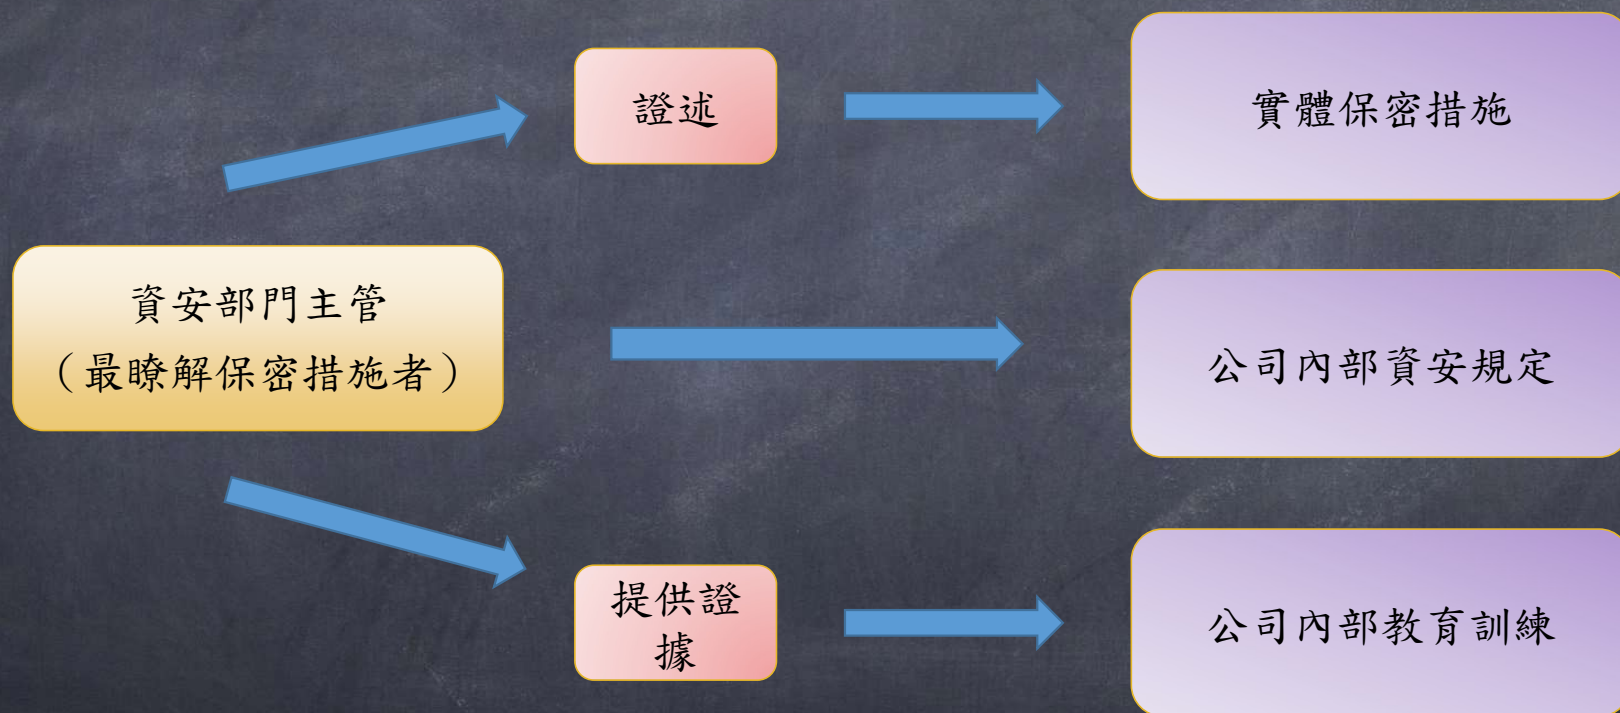 證述
實體保密措施
資安部門主管
（最瞭解保密措施者）
公司內部資安規定
提供證
據
公司內部教育訓練